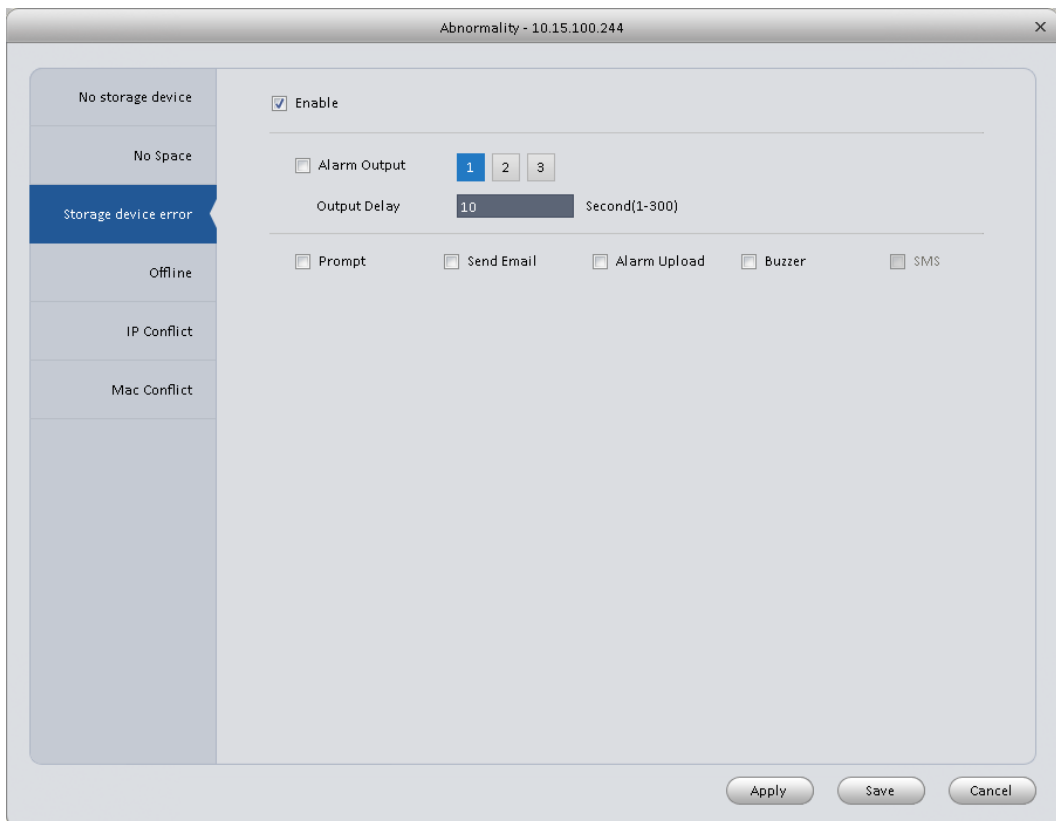 Abnormality - 10.15.100.244
No storage device
No Space
Storage device error
Offline
IP Conflict
Mac Conflict
Enable
Alarm Output 1 2 3
Output Delay 10 Second(1-300)
Prompt Send Email Alarm Upload Buzzer SMS
Apply Save Cancel